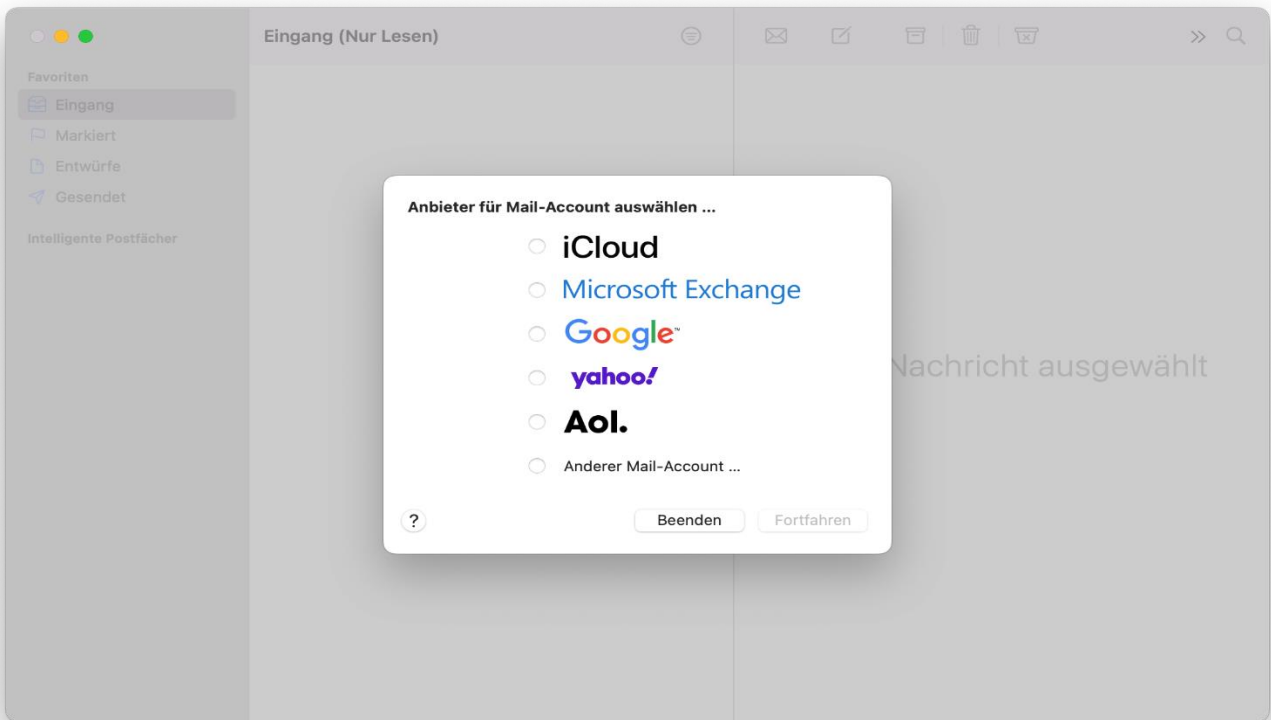 Eingang (Nur Lesen)
Favoriten
Eingang
Markiert
Entwürfe
Gesendet
Intelligente Postfächer
Nachricht ausgewählt
Anbieter für Mail-Account auswählen ...
iCloud
Microsoft Exchange
Google™
yahoo!
Aol.
Anderer Mail-Account ...
?
Beenden
Fortfahren